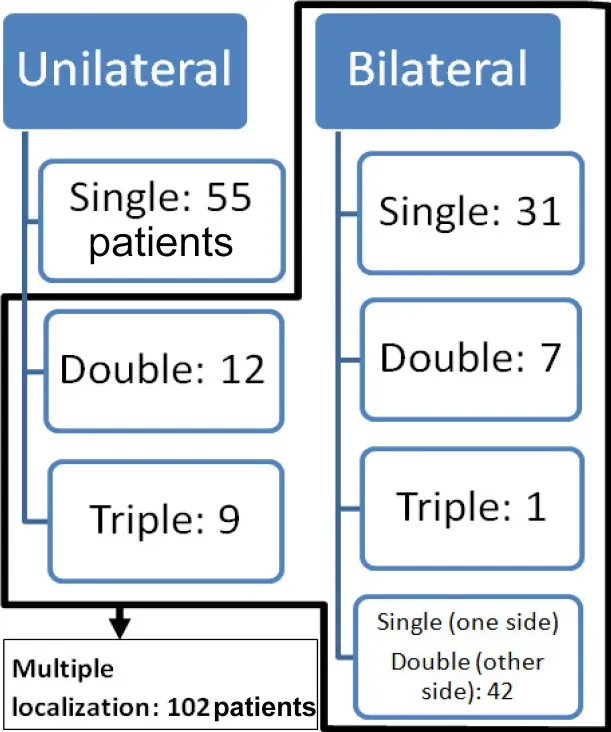 Unilateral
Single: 55
patients
Double: 12
Triple: 9
Multiple
localization: 102 patients
Bilateral
Single: 31
Double: 7
Triple: 1
Single (one side)
Double (other
side): 42